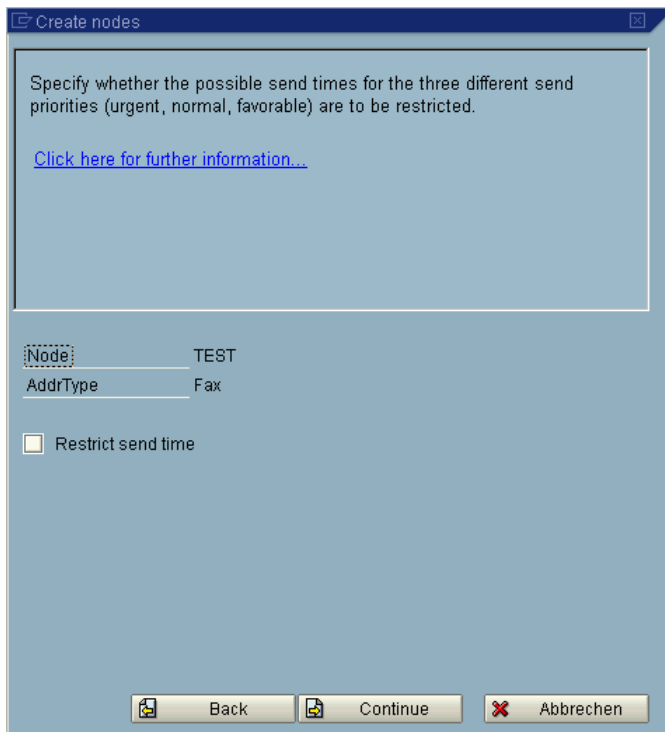 Create nodes
Specify whether the possible send times for the three different send
priorities (urgent, normal, favorable) are to be restricted.
Click here for further information...
Node TEST
AddrType Fax
Restrict send time
Back Continue Abbrechen